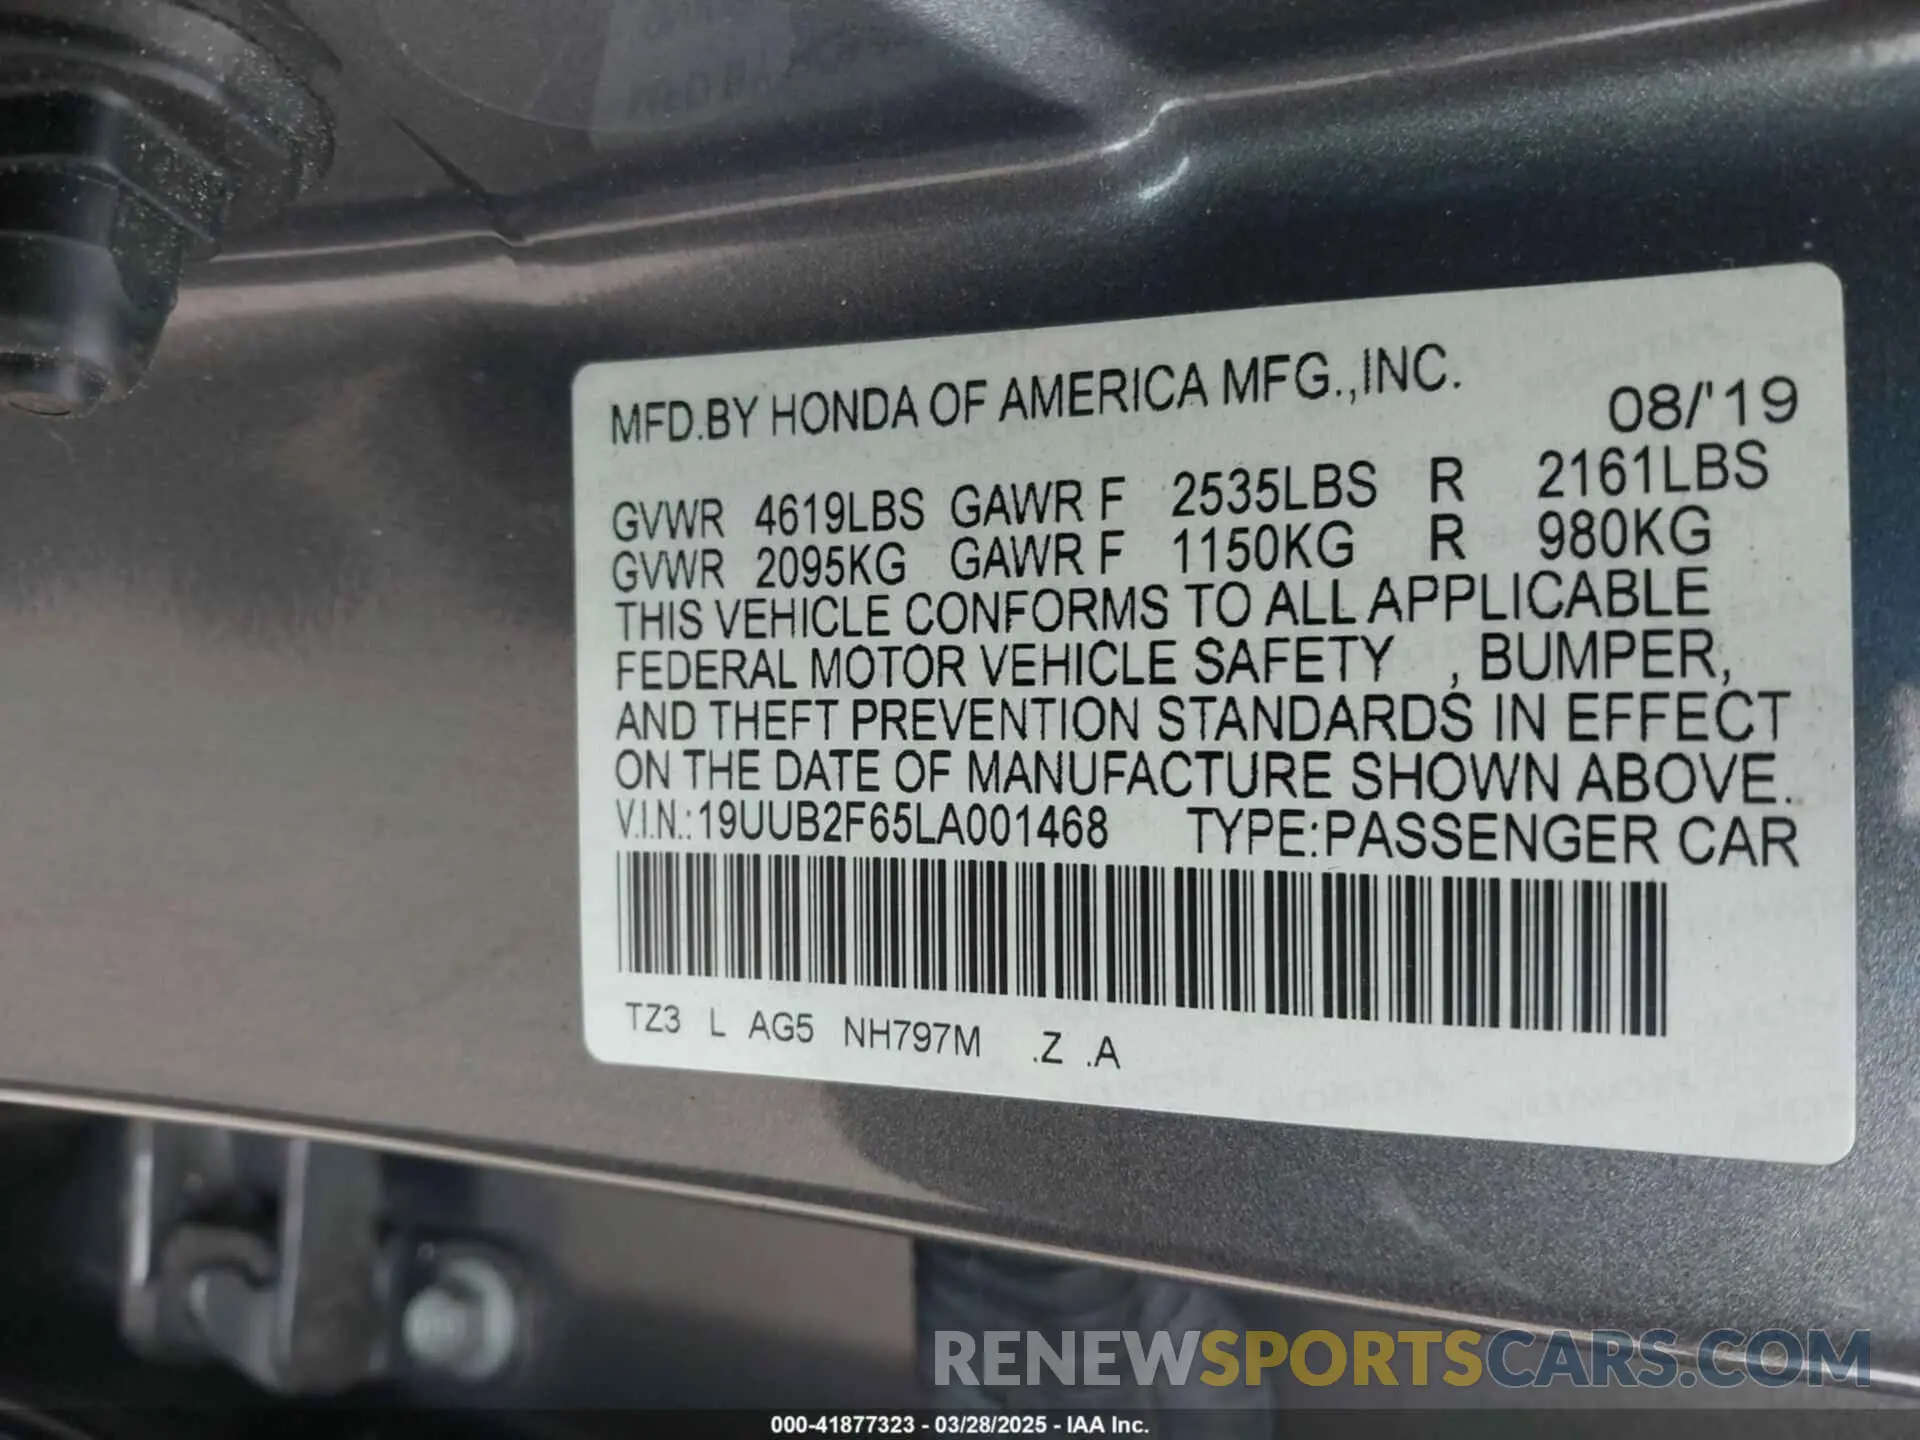 MFD.BY HONDA OF AMERICA MFG.,INC.
08/'19
GVWR 4619LBS GAWR F 2535LBS R 2161LBS
GVWR 2095KG GAWR F 1150KG R 980KG
THIS VEHICLE CONFORMS TO ALL APPLICABLE
FEDERAL MOTOR VEHICLE SAFETY , BUMPER,
AND THEFT PREVENTION STANDARDS IN EFFECT
ON THE DATE OF MANUFACTURE SHOWN ABOVE.
V.I.N.:19UUB2F65LA001468 TYPE:PASSENGER CAR
TZ3 L AG5 NH797M .Z .A
RENEWSPORTSCARS.COM
000-41877323 - 03/28/2025 - IAA Inc.